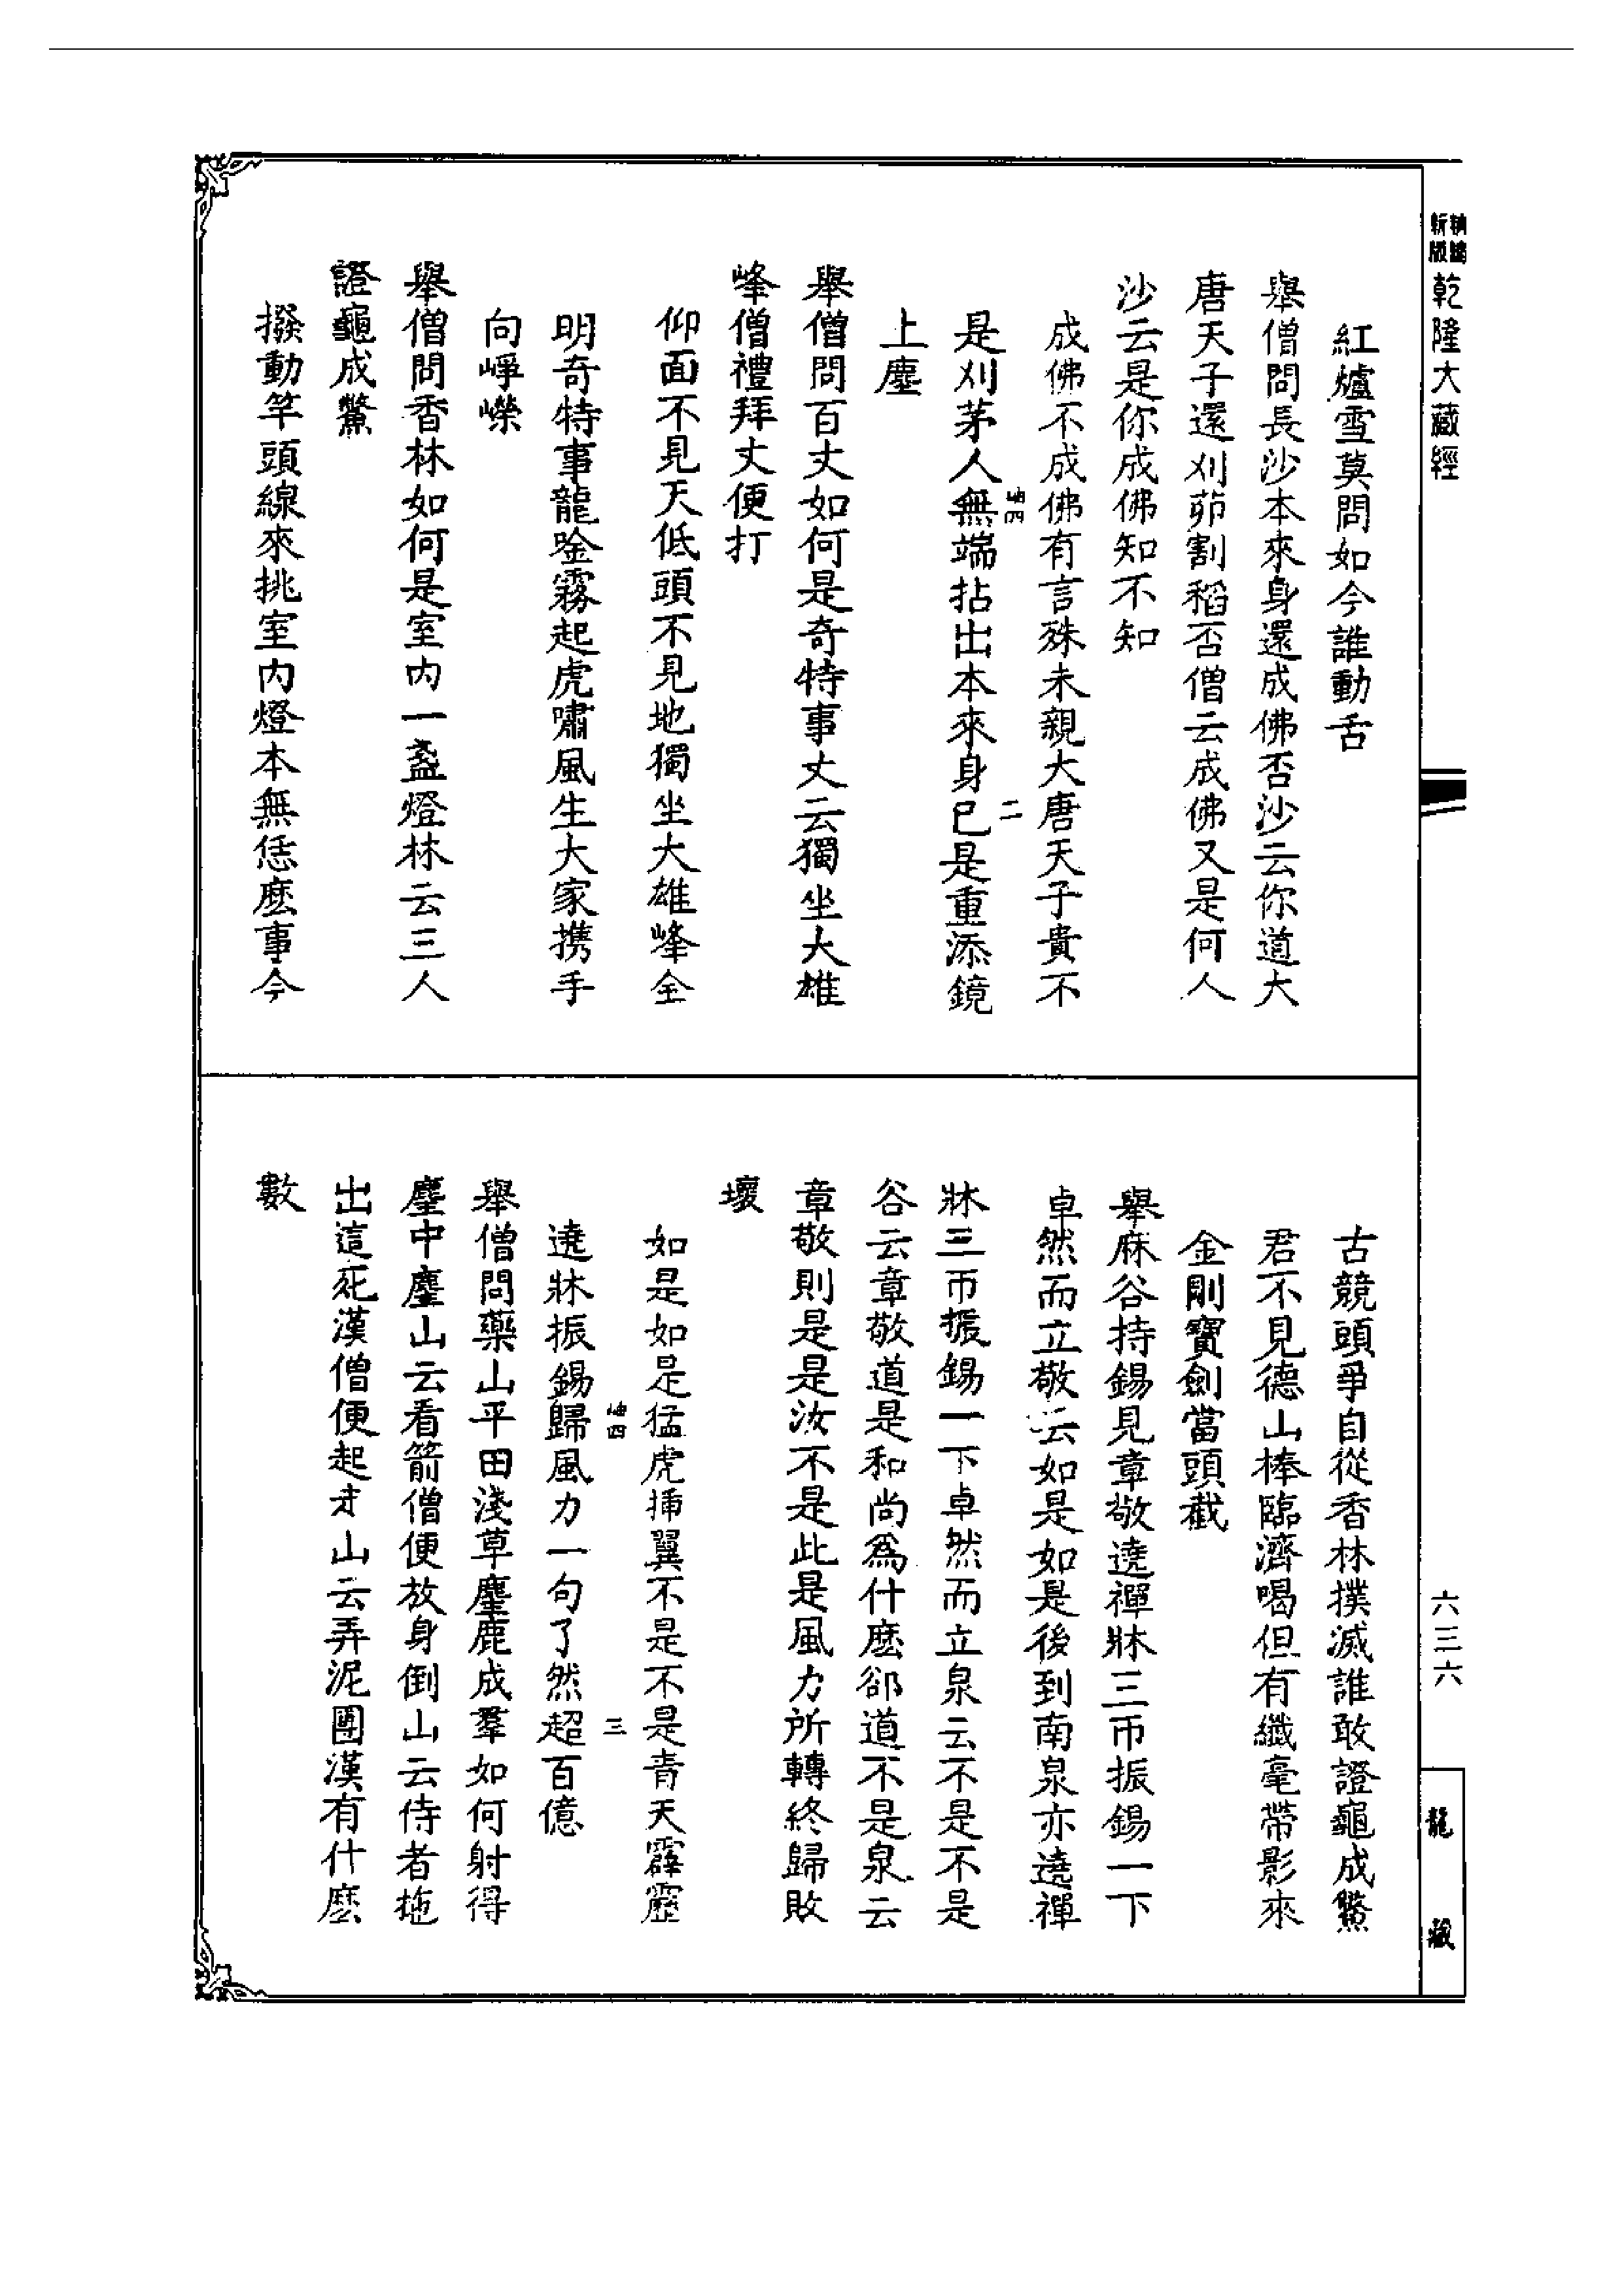 精縮新版乾隆大藏經
六三六
龍藏
紅爐雪莫問如今誰動舌
舉僧問長沙本來身還成佛否沙云你道大
唐天子還刈茆割稻否僧云成佛又是何人
沙云是你成佛知不知
成佛不成佛有言殊未親大唐天子貴不
岫四 二
是刈茅人無端拈出本來身已是重添鏡
上塵
舉僧問百丈如何是奇特事丈云獨坐大雄
峰僧禮拜丈便打
仰面不見天低頭不見地獨坐大雄峰全
明奇特事龍唫霧起虎嘯風生大家携手
向崢嶸
舉僧問香林如何是室内一盞燈林云三人
證龜成鱉
撥動竿頭線來挑室内燈本無恁麽事今
古競頭爭自從香林撲滅誰敢證龜成鱉
君不見德山棒臨濟喝但有纖毫帶影來
金剛寶劍當頭截
舉麻谷持錫見章敬遶禪牀三帀振錫一下
卓然而立敬云如是如是後到南泉亦遶禪
牀三帀振錫一下卓然而立泉云不是不是
谷云章敬道是和尚爲什麽卻道不是泉云
章敬則是是汝不是此是風力所轉終歸敗
壞
如是如是猛虎揷翼不是不是青天霹靂
岫四 三
遶牀振錫歸風力一句了然超百億
舉僧問藥山平田淺草麈鹿成羣如何射得
麈中麈山云看箭僧便放身倒山云侍者拖
出這死漢僧便起走山云弄泥團漢有什麽
數